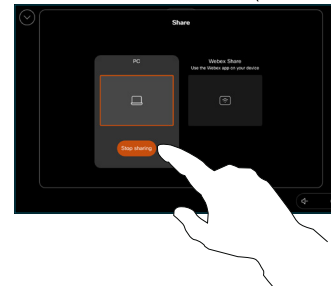 Share
PC
Webex Share
Use the Webex app on your device
Stop sharing